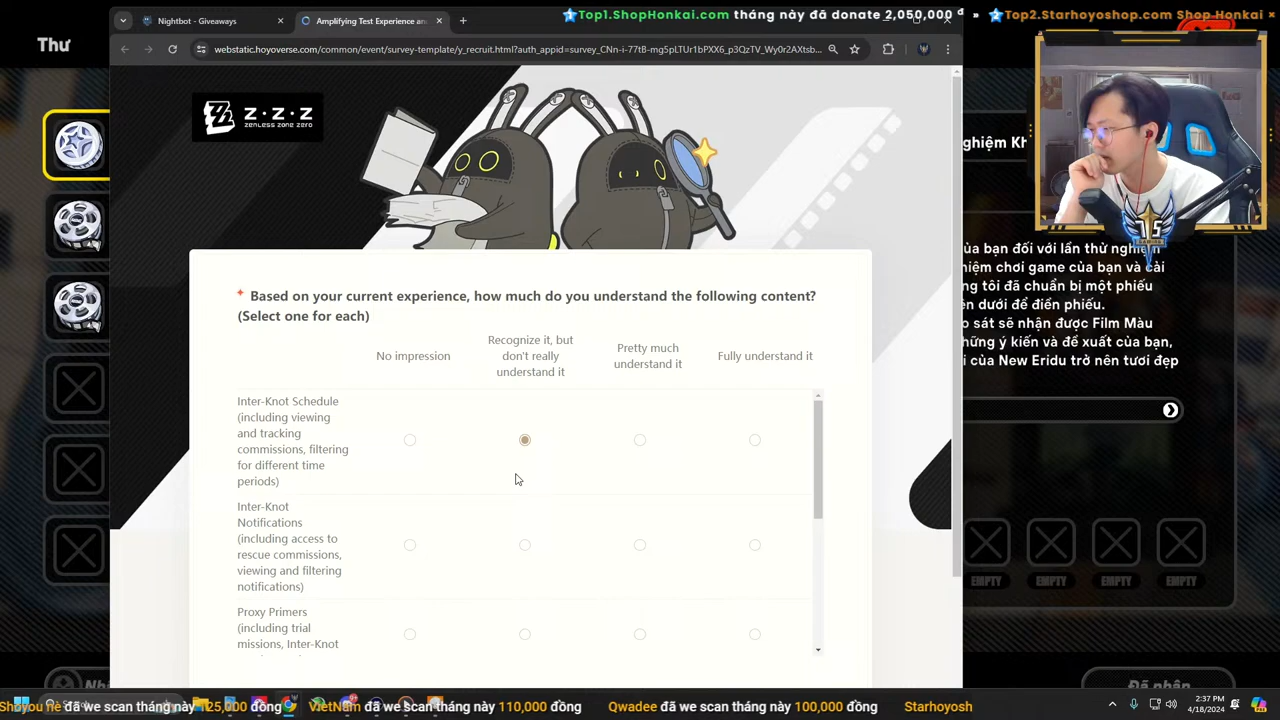 Nightbot - Giveaways
Amplifying Test Experience an
Top1.ShopHonkai.com tháng này đã donate 2,050,000 đ
Top2.Starhoyoshop.com Shop Honkai
webstatic.hoyoverse.com/common/event/survey-template/y_recruit.html?auth_appid=survey_CNn-i-77tB-mg5pLTUr1bPXX6_p3QzTV_Wy0r2AXtsb...
Thư
Z·Z·Z
ZENLESS ZONE ZERO
ghiệm Kh
ủa bạn đối với lần thử nghiệm
iệm chơi game của bạn và cải
ng tôi đã chuẩn bị một phiếu
ên dưới để điền phiếu.
o sát sẽ nhận được Film Màu
hững ý kiến và đề xuất của bạn,
i của New Eridu trở nên tươi đẹp
* Based on your current experience, how much do you understand the following content?
(Select one for each)
No impression
Recognize it, but
don't really
understand it
Pretty much
understand it
Fully understand it
Inter-Knot Schedule
(including viewing
and tracking
commissions, filtering
for different time
periods)
Inter-Knot
Notifications
(including access to
rescue commissions,
viewing and filtering
notifications)
Proxy Primers
(including trial
missions, Inter-Knot
EMPTY EMPTY EMPTY EMPTY
GAMING
Đã nhận
2:37 PM
4/18/2024
Shoyou ne đã we scan tháng này 125,000 đồng
VietNam đã we scan tháng này 110,000 đồng
Qwadee đã we scan tháng này 100,000 đồng
Starhoyosh